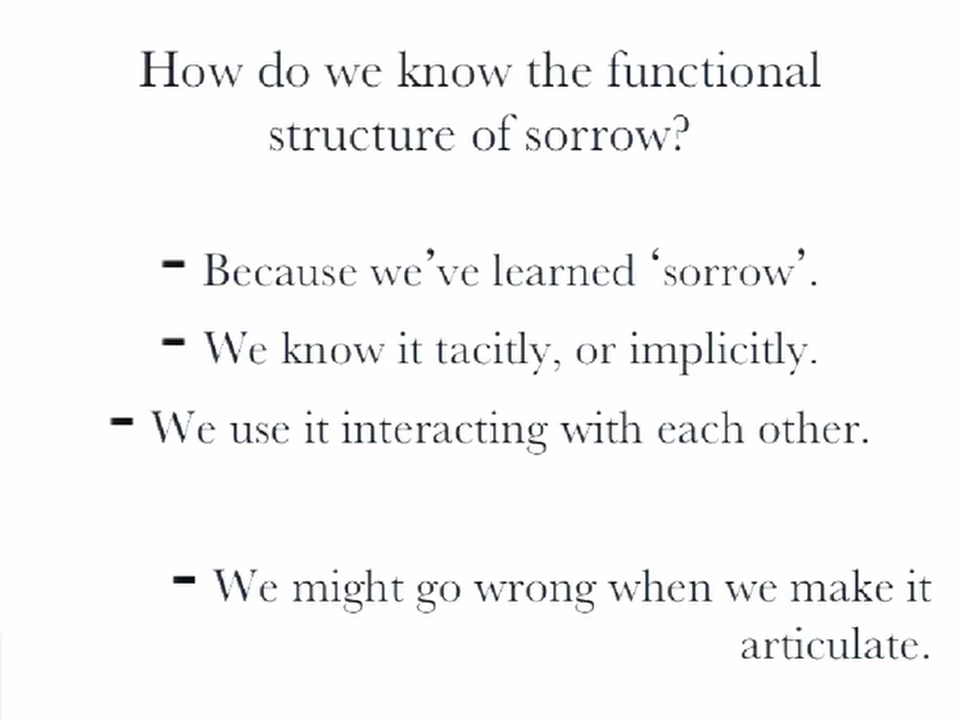 How do we know the functional
structure of sorrow?
- Because we’ve learned ‘sorrow’.
- We know it tacitly, or implicitly.
- We use it interacting with each other.
- We might go wrong when we make it
articulate.